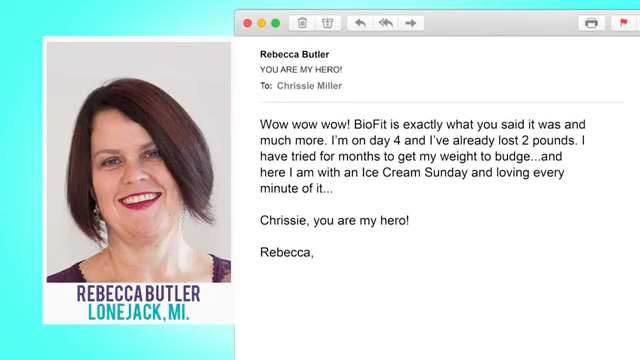 Rebecca Butler
YOU ARE MY HERO!
To: Chrissie Miller
Wow wow wow! BioFit is exactly what you said it was and
much more. I'm on day 4 and I've already lost 2 pounds. I
have tried for months to get my weight to budge...and
here I am with an Ice Cream Sunday and loving every
minute of it...
Chrissie, you are my hero!
Rebecca,
REBECCA BUTLER
LONEJACK, MI.